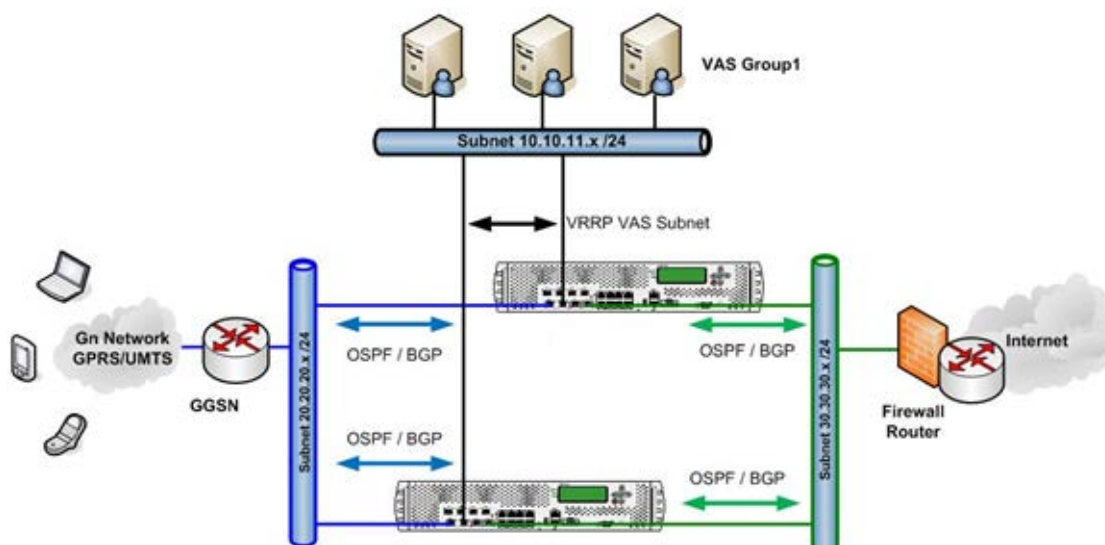 VAS Group1
Subnet 10.10.11.x /24
VRRP VAS Subnet
Gn Network
GPRS/UMTS
GGSN
Subnet 20.20.20.x /24
OSPF / BGP
OSPF / BGP
Subnet 30.30.30.x /24
Internet
Firewall
Router
OSPF / BGP
OSPF / BGP